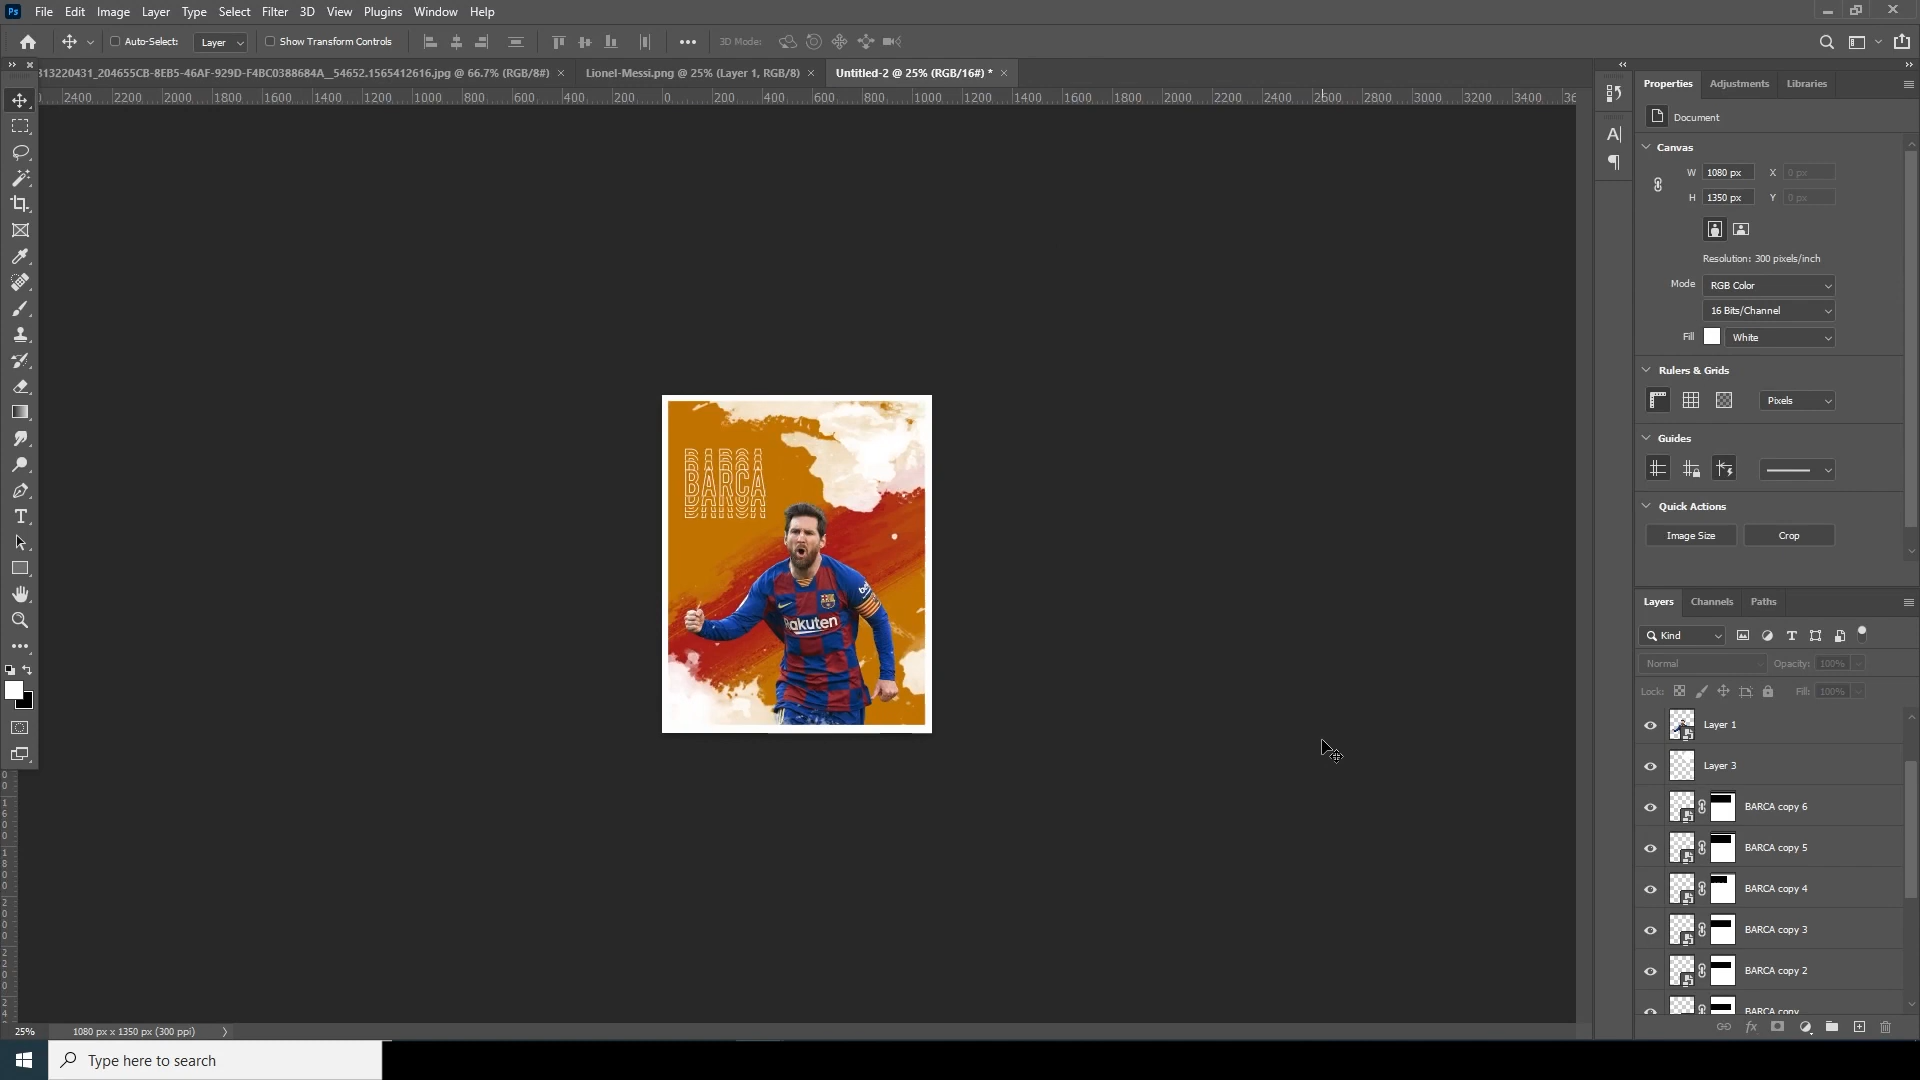 Ps File Edit Image Layer Type Select Filter 3D View Plugins Window Help
Auto-Select: Layer Show Transform Controls 3D Mode:
813220431_204655CB-8EB5-46AF-929D-F4BC0388684A__54652.1565412616.jpg @ 66.7% (RGB/8#) × Lionel-Messi.png @ 25% (Layer 1, RGB/8) × Untitled-2 @ 25% (RGB/16#) * ×
2400 2200 2000 1800 1600 1400 1200 1000 800 600 400 200 0 200 400 600 800 1000 1200 1400 1600 1800 2000 2200 2400 2600 2800 3000 3200 3400
Properties Adjustments Libraries
Document
Canvas
W 1080 px X 0 px
H 1350 px Y 0 px
Resolution: 300 pixels/inch
Mode RGB Color
16 Bits/Channel
Fill White
Rulers & Grids
Pixels
Guides
Quick Actions
Image Size Crop
BARCA
Rakuten
Layers Channels Paths
Kind
Normal Opacity: 100%
Lock: Fill: 100%
Layer 1
Layer 3
BARCA copy 6
BARCA copy 5
BARCA copy 4
BARCA copy 3
BARCA copy 2
BARCA copy
25% 1080 px x 1350 px (300 ppi)
Type here to search